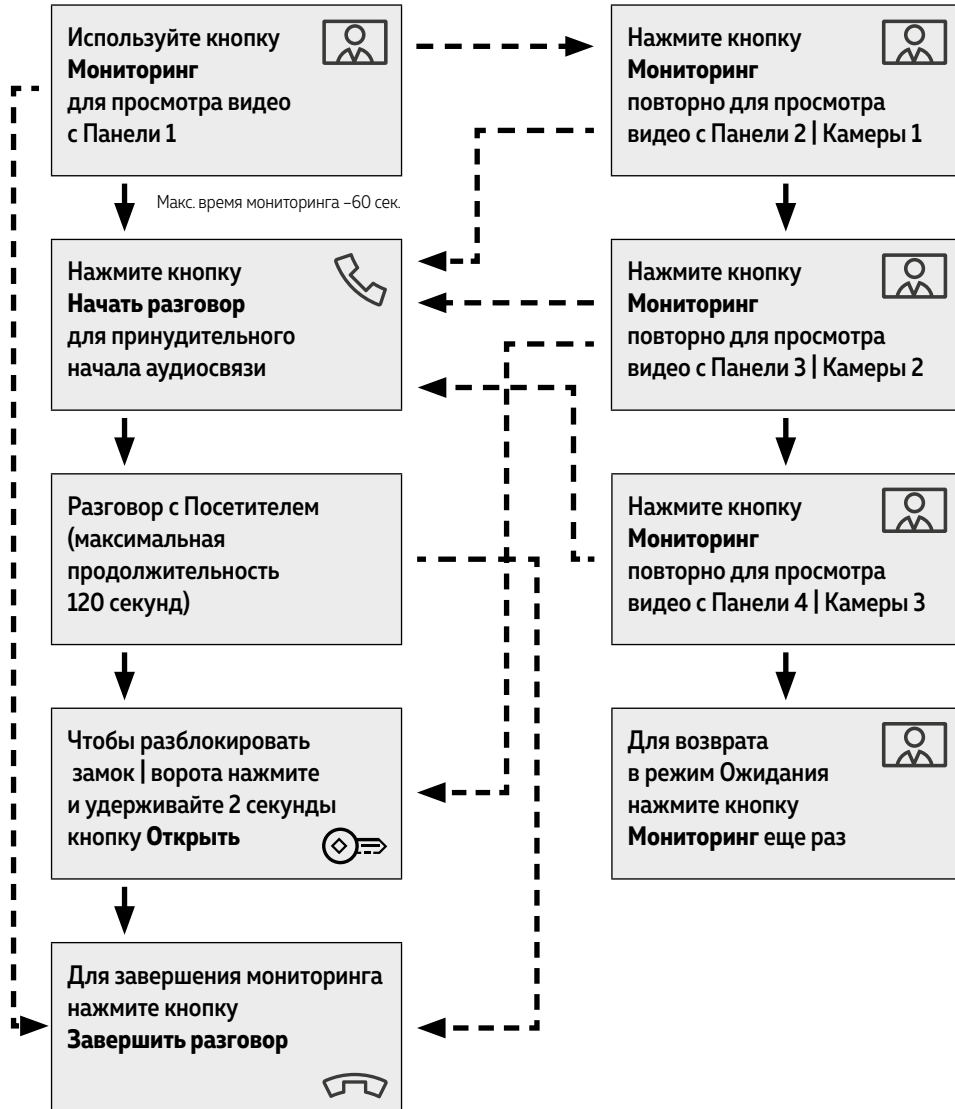 Используйте кнопку
Мониторинг
для просмотра видео
с Панели 1
Макс. время мониторинга –60 сек.
Нажмите кнопку
Начать разговор
для принудительного
начала аудиосвязи
Разговор с Посетителем
(максимальная
продолжительность
120 секунд)
Чтобы разблокировать
замок | ворота нажмите
и удерживайте 2 секунды
кнопку Открыть
Для завершения мониторинга
нажмите кнопку
Завершить разговор
Нажмите кнопку
Мониторинг
повторно для просмотра
видео с Панели 2 | Камеры 1
Нажмите кнопку
Мониторинг
повторно для просмотра
видео с Панели 3 | Камеры 2
Нажмите кнопку
Мониторинг
повторно для просмотра
видео с Панели 4 | Камеры 3
Для возврата
в режим Ожидания
нажмите кнопку
Мониторинг еще раз